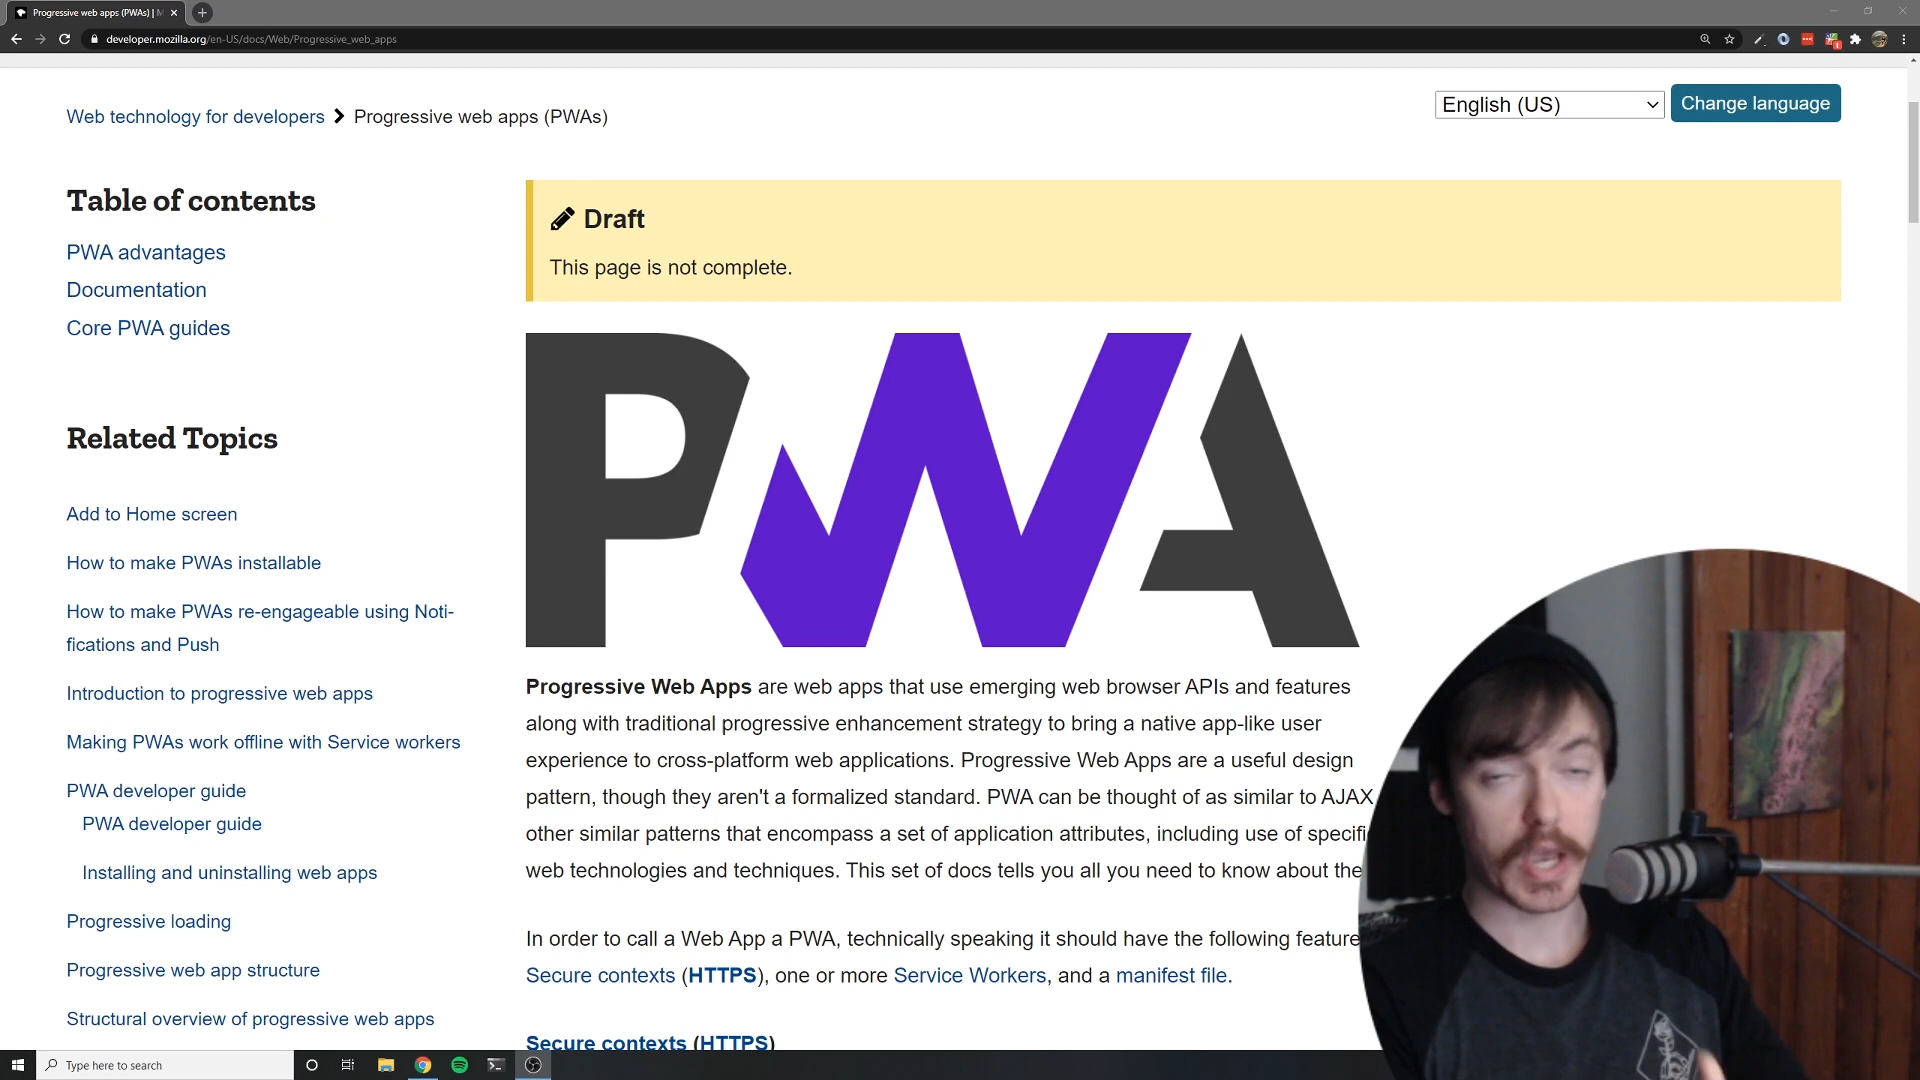 Progressive web apps (PWAs) | M
developer.mozilla.org/en-US/docs/Web/Progressive_web_apps
Web technology for developers
Progressive web apps (PWAs)
English (US)
Change language
Table of contents
PWA advantages
Documentation
Core PWA guides
Related Topics
Add to Home screen
How to make PWAs installable
How to make PWAs re-engageable using Noti-
fications and Push
Introduction to progressive web apps
Making PWAs work offline with Service workers
PWA developer guide
PWA developer guide
Installing and uninstalling web apps
Progressive loading
Progressive web app structure
Structural overview of progressive web apps
Draft
This page is not complete.
PWA
Progressive Web Apps are web apps that use emerging web browser APIs and features
along with traditional progressive enhancement strategy to bring a native app-like user
experience to cross-platform web applications. Progressive Web Apps are a useful design
pattern, though they aren't a formalized standard. PWA can be thought of as similar to AJAX
other similar patterns that encompass a set of application attributes, including use of specifi
web technologies and techniques. This set of docs tells you all you need to know about the
In order to call a Web App a PWA, technically speaking it should have the following feature
Secure contexts (HTTPS), one or more Service Workers, and a manifest file.
Secure contexts (HTTPS)
Type here to search